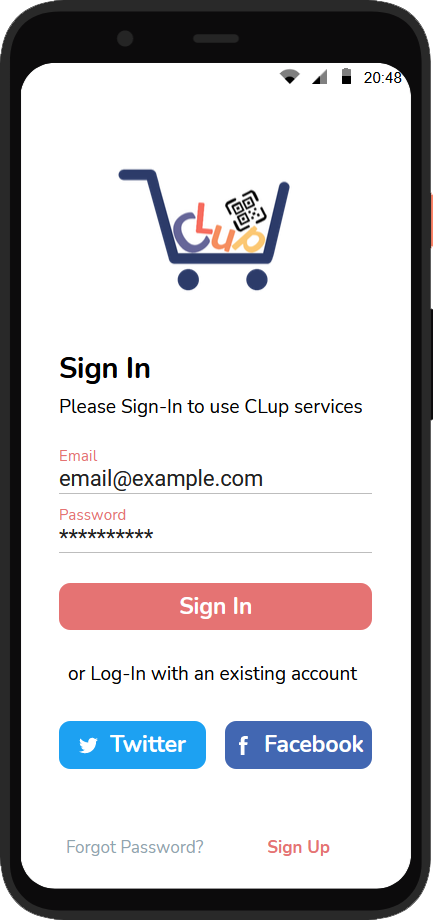 20:48
CLup
Sign In
Please Sign-In to use CLup services
Email
email@example.com
Password
**********
Sign In
or Log-In with an existing account
Twitter
Facebook
Forgot Password?
Sign Up